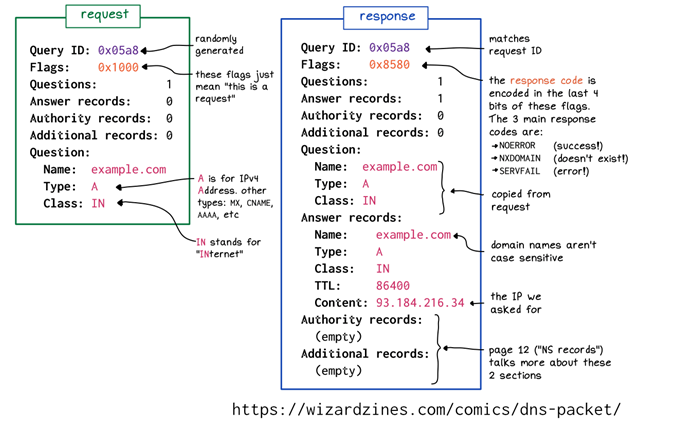 request
Query ID: 0x05a8
Flags: 0x1000
Questions: 1
Answer records: 0
Authority records: 0
Additional records: 0
Question:
Name: example.com
Type: A
Class: IN
randomly
generated
these flags just
mean "this is a
request"
A is for IPv4
Address. other
types: MX, CNAME,
AAAA, etc
IN stands for
"INternet"
response
Query ID: 0x05a8
Flags: 0x8580
Questions: 1
Answer records: 1
Authority records: 0
Additional records: 0
Question:
Name: example.com
Type: A
Class: IN
Answer records:
Name: example.com
Type: A
Class: IN
TTL: 86400
Content: 93.184.216.34
Authority records:
(empty)
Additional records:
(empty)
matches
request ID
the response code is
encoded in the last 4
bits of these flags.
The 3 main response
codes are:
→NOERROR (success!)
→NXDOMAIN (doesn't exist!)
→SERVFAIL (error!)
copied from
request
domain names aren't
case sensitive
the IP we
asked for
page 12 ("NS records")
talks more about these
2 sections
https://wizardzines.com/comics/dns-packet/